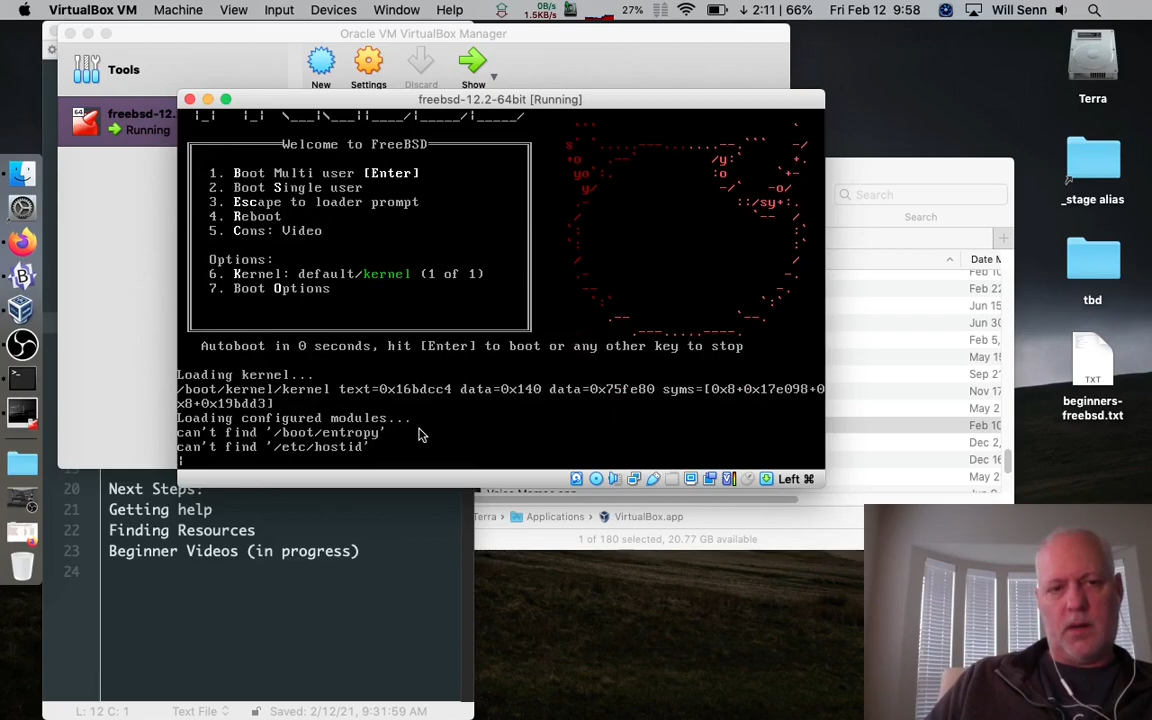 VirtualBox VM Machine View Input Devices Window Help
0B/s
1.5KB/s
27%
2:11 | 66%
Fri Feb 12 9:58
Will Senn
Oracle VM VirtualBox Manager
Tools
New
Settings
Discard
Show
freebsd-12.
64
Running
freebsd-12.2-64bit [Running]
Welcome to FreeBSD
1. Boot Multi user [Enter]
2. Boot Single user
3. Escape to loader prompt
4. Reboot
5. Cons: Video
Options:
6. Kernel: default/kernel (1 of 1)
7. Boot Options
Autoboot in 0 seconds, hit [Enter] to boot or any other key to stop
Loading kernel...
/boot/kernel/kernel text=0x16bdcc4 data=0x140 data=0x75fe80 syms=[0x8+0x17e098+0
x8+0x19bdd3]
Loading configured modules...
can't find '/boot/entropy'
can't find '/etc/hostid'
Left ⌘
Search
Search
Date M
Feb 10
Feb 22
Jun 15
Jun 30
Feb 5,
May 15
Sep 21
May 2
Feb 10
Dec 2,
May 2
Terra › Applications › VirtualBox.app
1 of 180 selected, 20.77 GB available
Terra
_stage alias
tbd
TXT
beginners-
freebsd.txt
20 Next Steps:
21 Getting help
22 Finding Resources
23 Beginner Videos (in progress)
24
L: 12 C: 1
Text File
Saved: 2/12/21, 9:31:59 AM